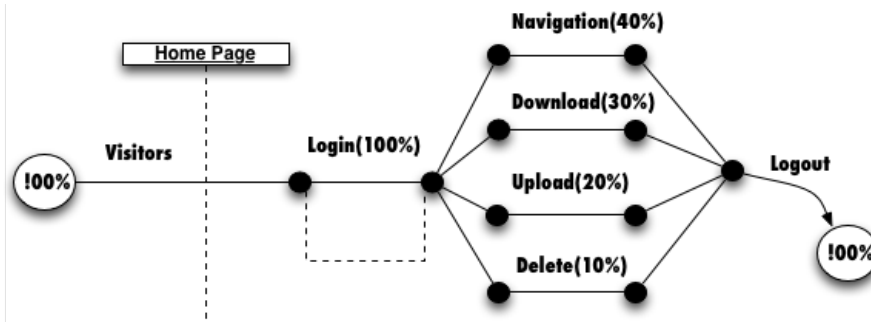 Navigation(40%)
Home Page
Download(30%)
Visitors
Login(100%)
Logout
!00%
Upload(20%)
!00%
Delete(10%)